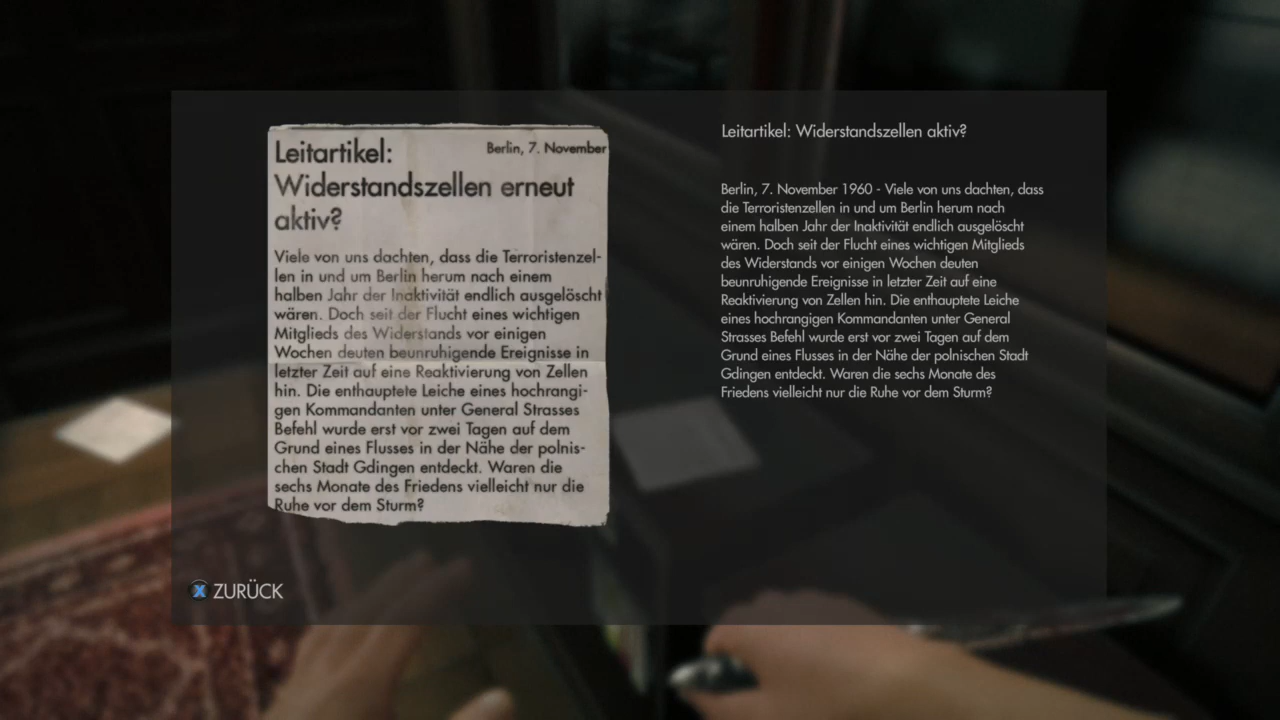 Leitartikel:
Berlin, 7. November
Widerstandszellen erneut
aktiv?
Viele von uns dachten, dass die Terroristenzel-
len in und um Berlin herum nach einem
halben Jahr der Inaktivität endlich ausgelöscht
wären. Doch seit der Flucht eines wichtigen
Mitglieds des Widerstands vor einigen
Wochen deuten beunruhigende Ereignisse in
letzter Zeit auf eine Reaktivierung von Zellen
hin. Die enthauptete Leiche eines hochrangi-
gen Kommandanten unter General Strasses
Befehl wurde erst vor zwei Tagen auf dem
Grund eines Flusses in der Nähe der polnis-
chen Stadt Gdingen entdeckt. Waren die
sechs Monate des Friedens vielleicht nur die
Ruhe vor dem Sturm?
Leitartikel: Widerstandszellen aktiv?
Berlin, 7. November 1960 - Viele von uns dachten, dass
die Terroristenzellen in und um Berlin herum nach
einem halben Jahr der Inaktivität endlich ausgelöscht
wären. Doch seit der Flucht eines wichtigen Mitglieds
des Widerstands vor einigen Wochen deuten
beunruhigende Ereignisse in letzter Zeit auf eine
Reaktivierung von Zellen hin. Die enthauptete Leiche
eines hochrangigen Kommandanten unter General
Strasses Befehl wurde erst vor zwei Tagen auf dem
Grund eines Flusses in der Nähe der polnischen Stadt
Gdingen entdeckt. Waren die sechs Monate des
Friedens vielleicht nur die Ruhe vor dem Sturm?
X ZURÜCK